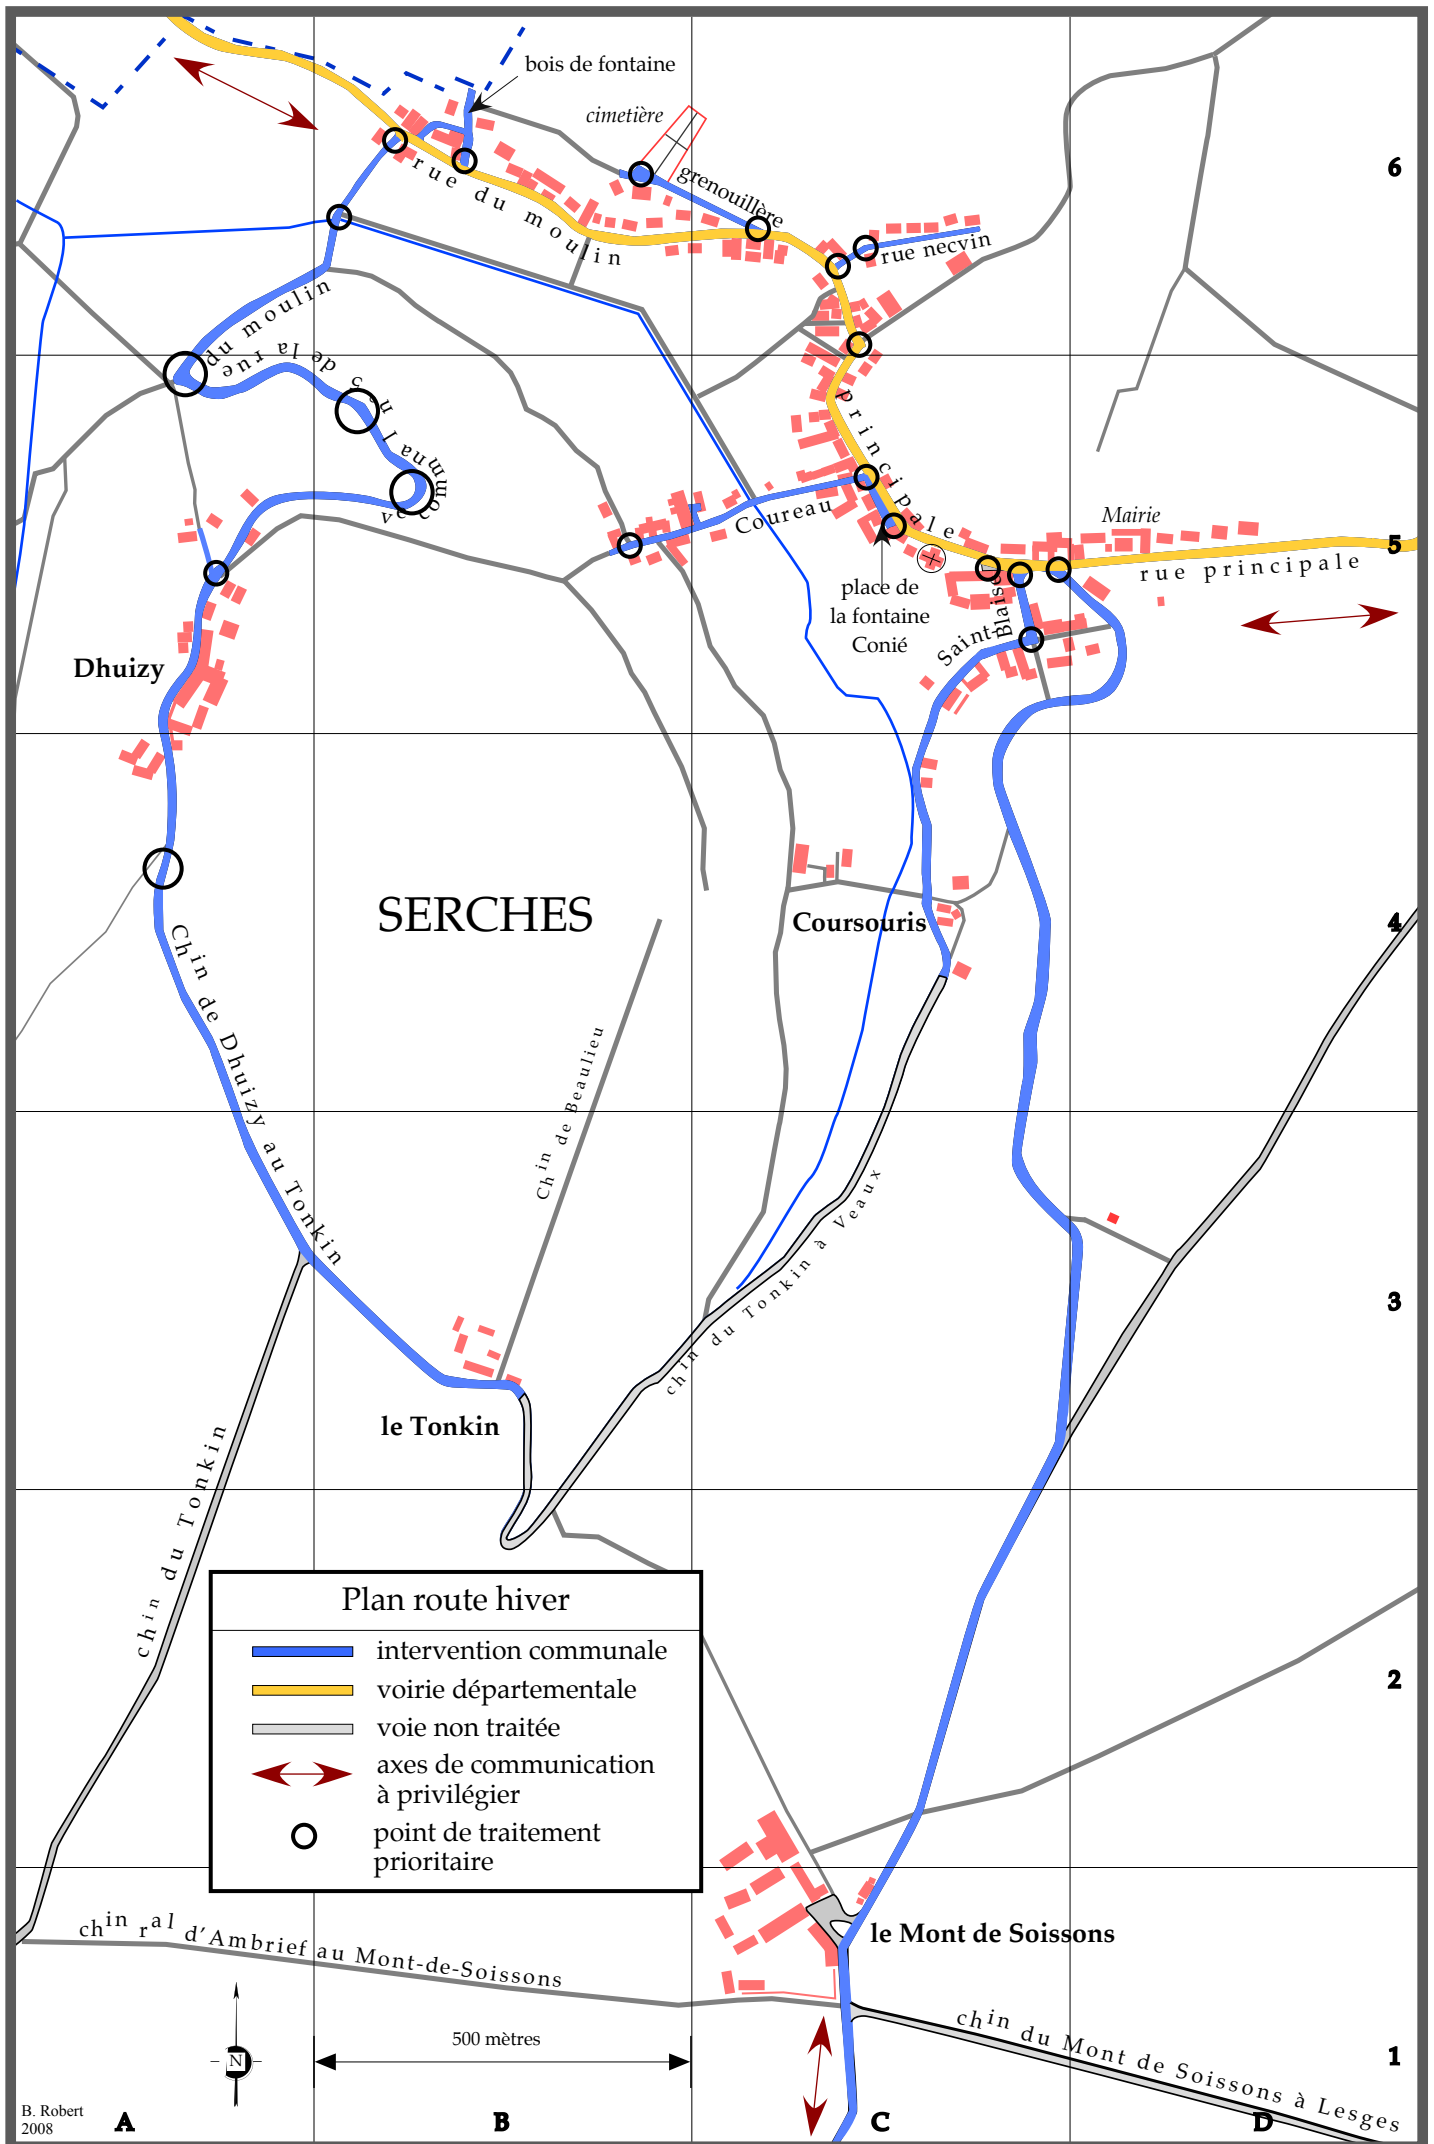 bois de fontaine
cimetière
grenouillère
rue du moulin
rue necvin
6
du moulin
voie Communal n° 5 de la rue
principale
Coureau
Mairie
rue principale
5
place de
la fontaine
Conié
Saint-Blaise
Dhuizy
SERCHES
Coursouris
4
Chin de Dhuizy au Tonkin
Chin de Beaulieu
chin du Tonkin à Veaux
3
le Tonkin
chin du Tonkin
Plan route hiver
intervention communale
voirie départementale
voie non traitée
axes de communication
à privilégier
point de traitement
prioritaire
2
le Mont de Soissons
chin ral d'Ambrief au Mont-de-Soissons
chin du Mont de Soissons à Lesges
500 mètres
N
1
B. Robert
2008
A
B
C
D